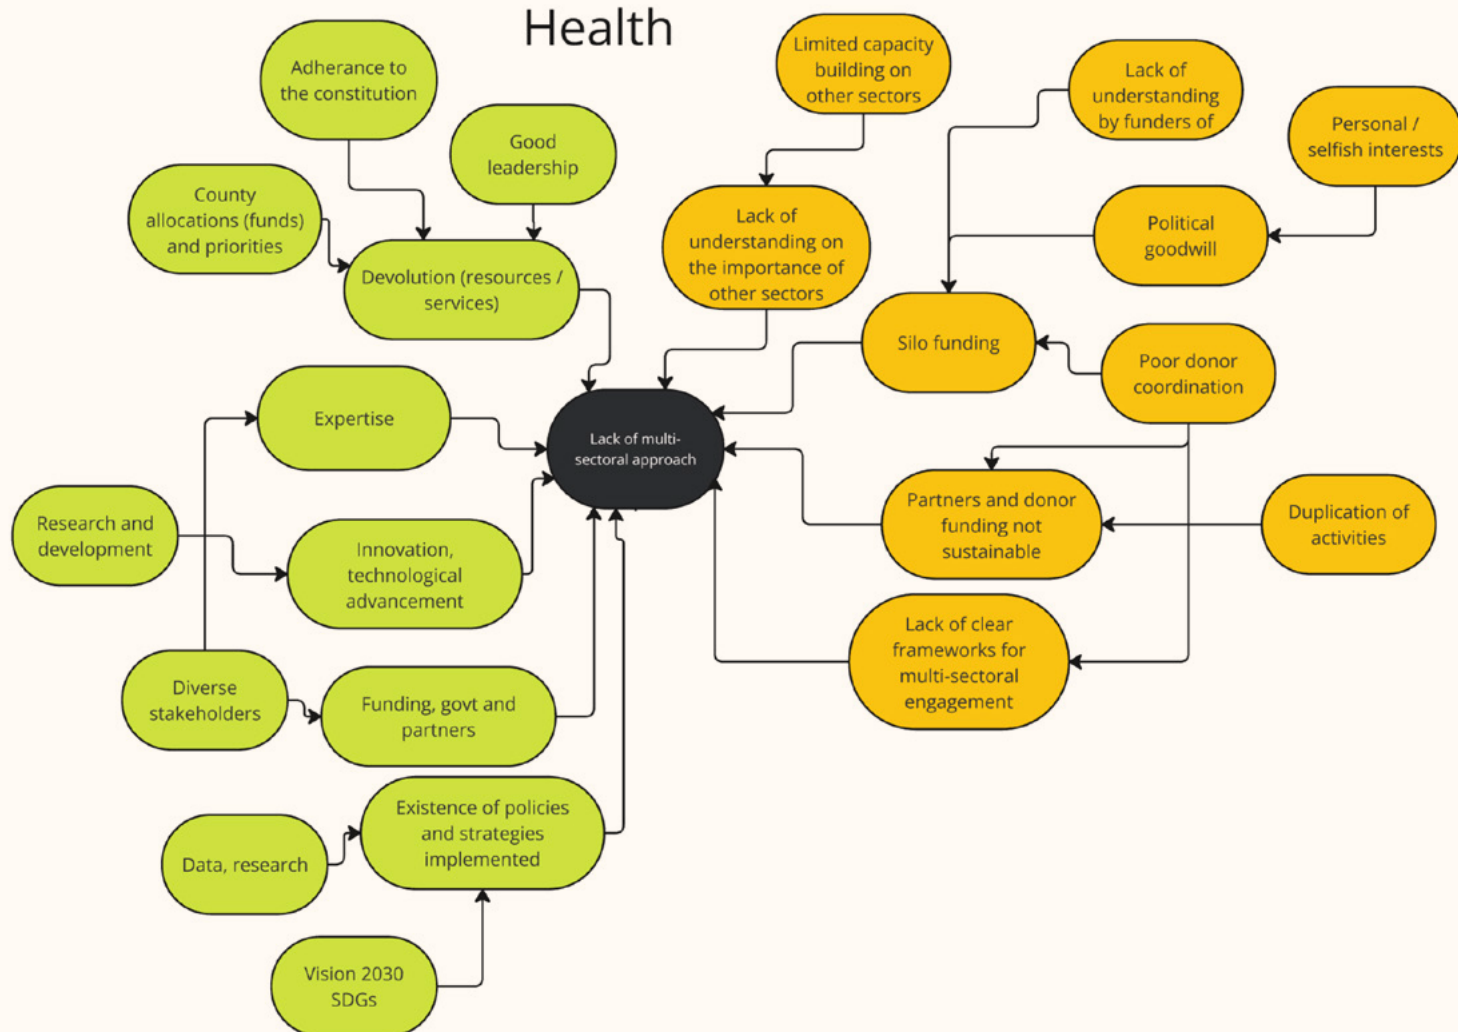 Health
Adherance to
the constitution
Good
leadership
County
allocations (funds)
and priorities
Devolution (resources /
services)
Limited capacity
building on
other sectors
Lack of
understanding
by funders of
Personal /
selfish interests
Lack of
understanding on
the importance of
other sectors
Political
goodwill
Silo funding
Poor donor
coordination
Expertise
Lack of multi-
sectoral approach
Research and
development
Innovation,
technological
advancement
Partners and donor
funding not
sustainable
Duplication of
activities
Diverse
stakeholders
Funding, govt and
partners
Lack of clear
frameworks for
multi-sectoral
engagement
Data, research
Existence of policies
and strategies
implemented
Vision 2030
SDGs